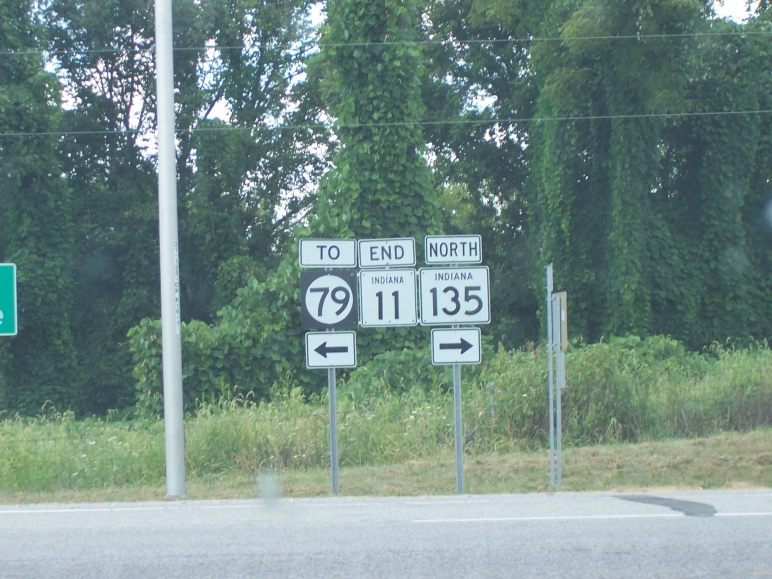 TO END NORTH
79 INDIANA 11 INDIANA 135